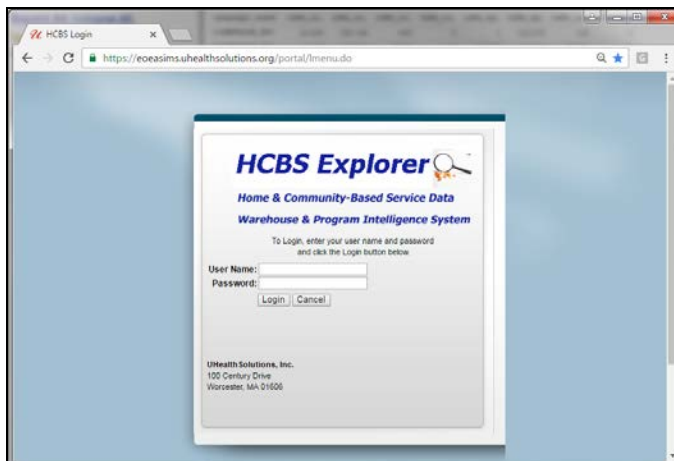 HCBS Login
https://eoeasims.uhealthsolutions.org/portal/lmenu.do
HCBS Explorer
Home & Community-Based Service Data
Warehouse & Program Intelligence System
To Login, enter your user name and password
and click the Login button below
User Name:
Password:
Login Cancel
UHealthSolutions, Inc.
100 Century Drive
Worcester, MA 01606